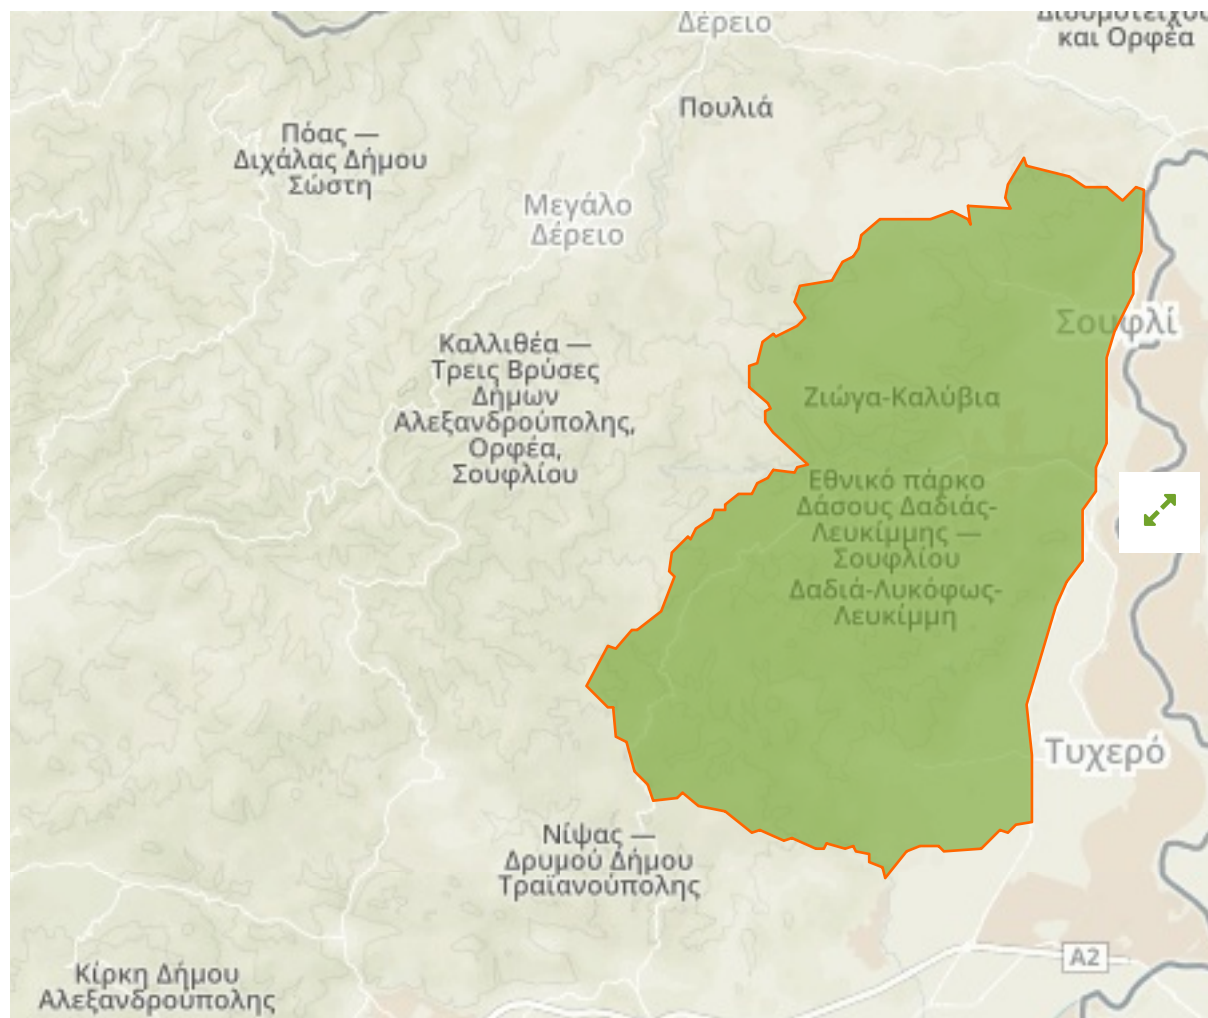 Δέρειο
Διδυμοτείχου
και Ορφέα
Πουλιά
Πόας —
Διχάλας Δήμου
Σώστη
Μεγάλο
Δέρειο
Σουφλί
Καλλιθέα —
Τρεις Βρύσες
Δήμων
Αλεξανδρούπολης,
Ορφέα,
Σουφλίου
Ζιώγα-Καλύβια
Εθνικό πάρκο
Δάσους Δαδιάς-
Λευκίμμης —
Σουφλίου
Δαδιά-Λυκόφως-
Λευκίμμη
Τυχερό
Νίψας —
Δρυμού Δήμου
Τραϊανούπολης
A2
Κίρκη Δήμου
Αλεξανδρούπολης